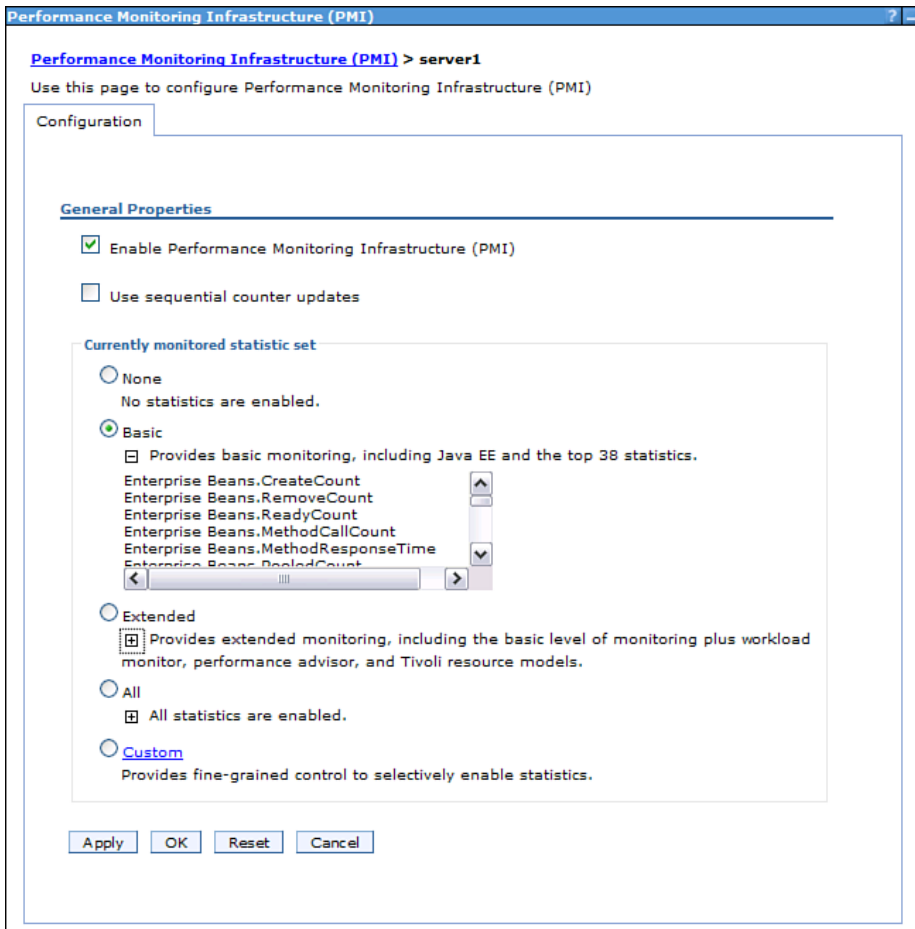 Performance Monitoring Infrastructure (PMI) ? –
Performance Monitoring Infrastructure (PMI) > server1
Use this page to configure Performance Monitoring Infrastructure (PMI)
Configuration
General Properties
Enable Performance Monitoring Infrastructure (PMI)
Use sequential counter updates
Currently monitored statistic set
None
No statistics are enabled.
Basic
Provides basic monitoring, including Java EE and the top 38 statistics.
Enterprise Beans.CreateCount
Enterprise Beans.RemoveCount
Enterprise Beans.ReadyCount
Enterprise Beans.MethodCallCount
Enterprise Beans.MethodResponseTime
Enterprise Beans.PooledCount
Extended
Provides extended monitoring, including the basic level of monitoring plus workload
monitor, performance advisor, and Tivoli resource models.
All
All statistics are enabled.
Custom
Provides fine-grained control to selectively enable statistics.
Apply OK Reset Cancel